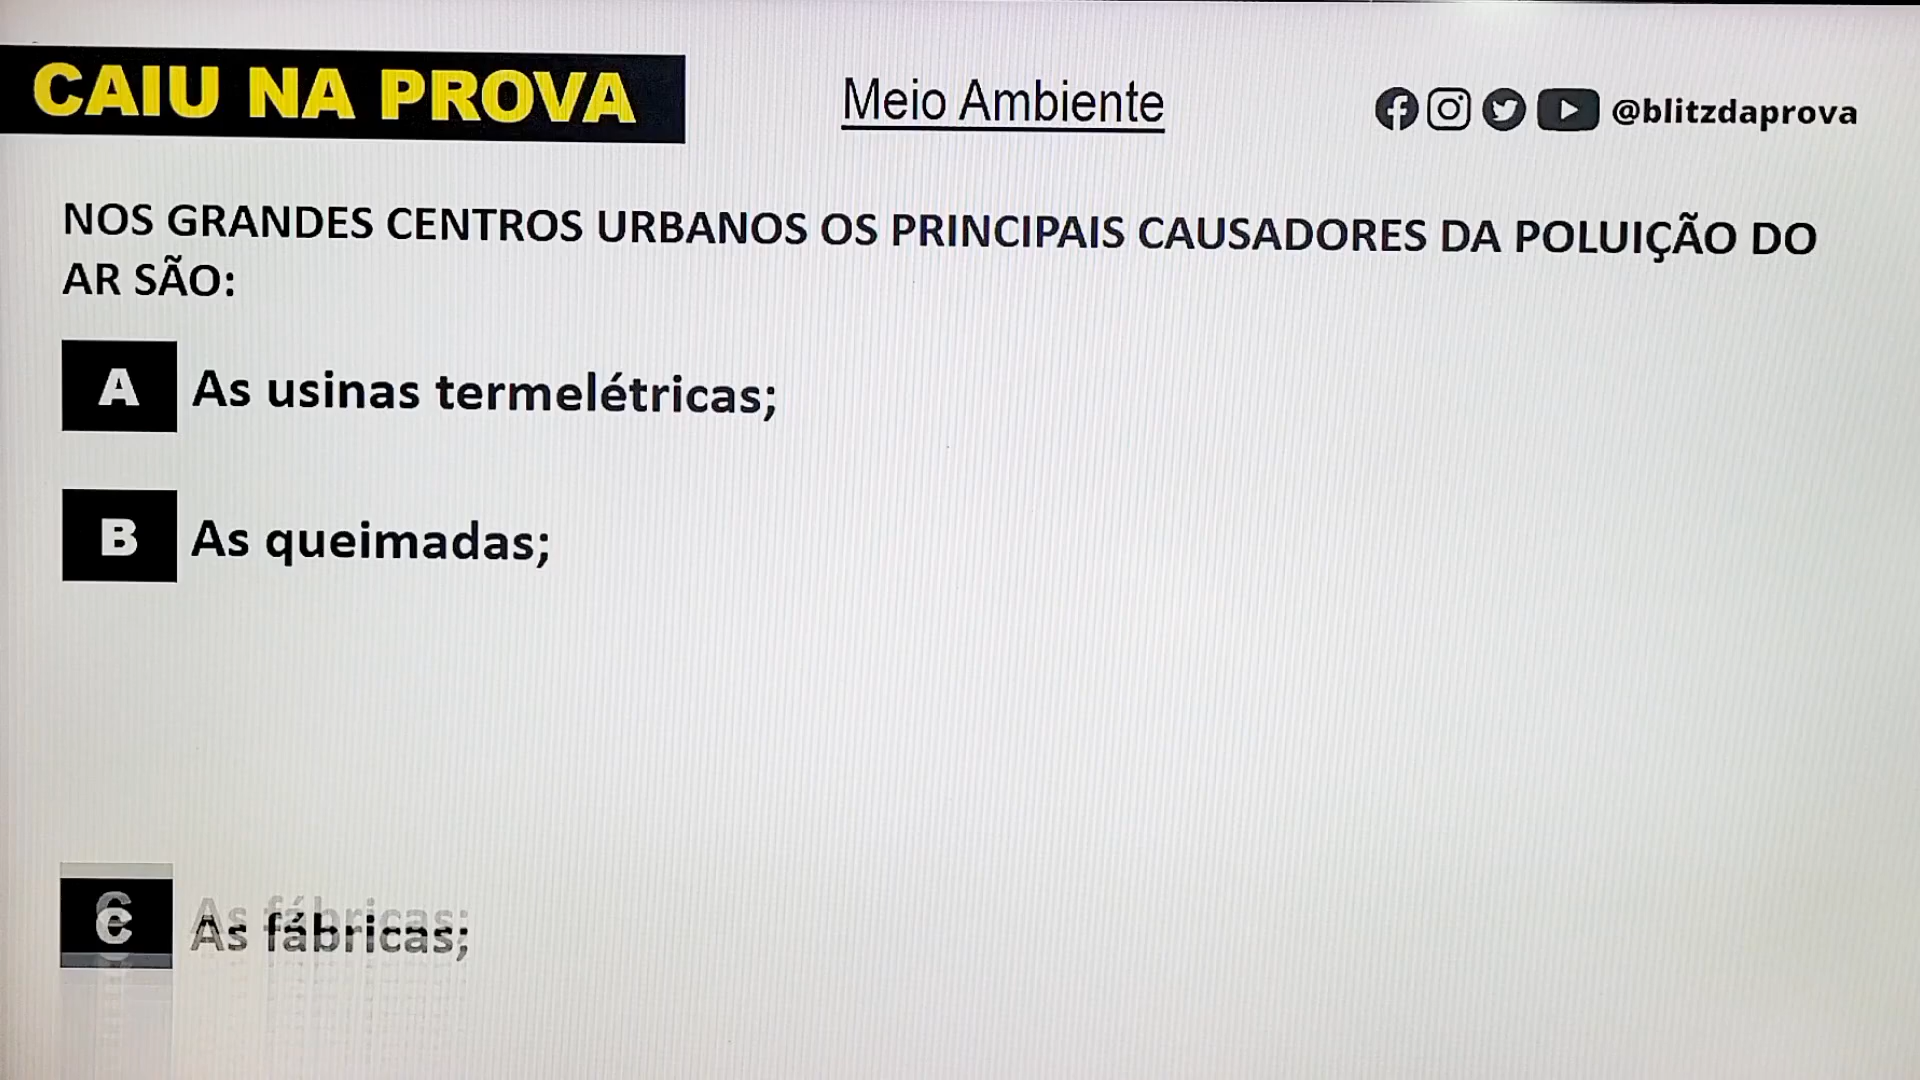 CAIU NA PROVA
Meio Ambiente
@blitzdaprova
NOS GRANDES CENTROS URBANOS OS PRINCIPAIS CAUSADORES DA POLUIÇÃO DO
AR SÃO:
A As usinas termelétricas;
B As queimadas;
C As fábricas;